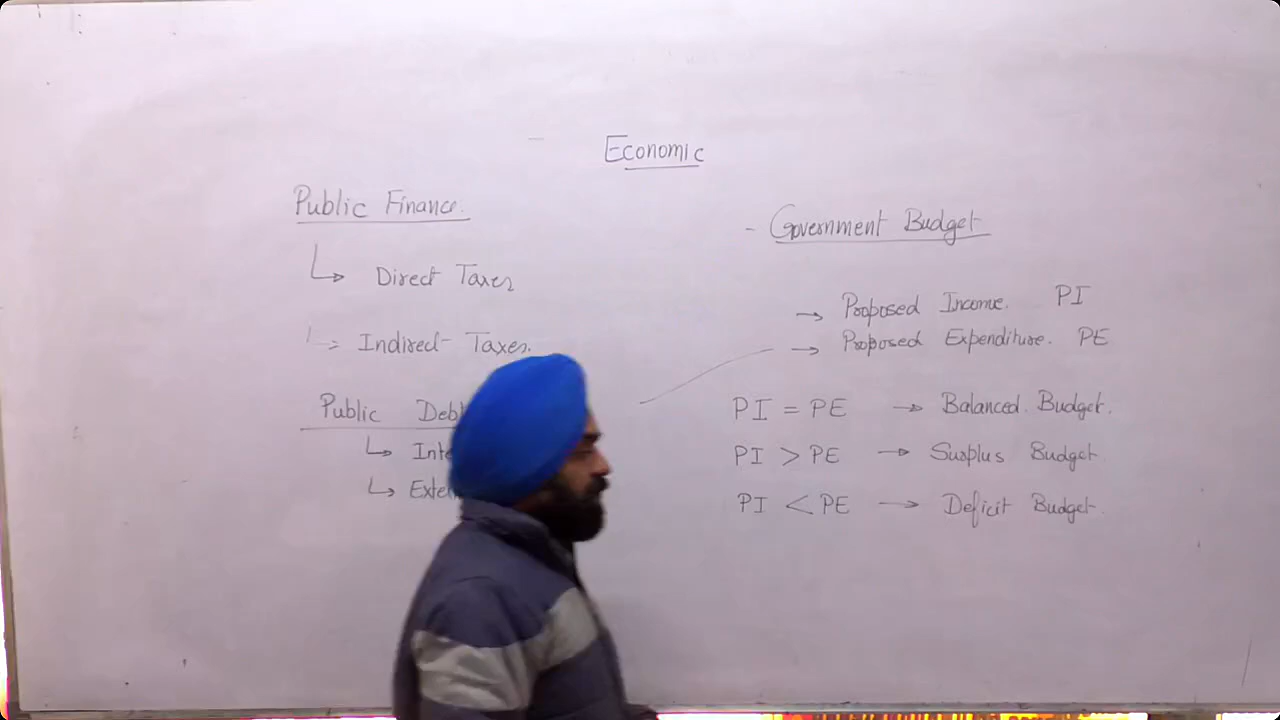 Economic
Public Finance.
Direct Taxes
Indirect Taxes.
Public
- Government Budget
→ Proposed Income. PI
→ Proposed Expenditure. PE
PI = PE → Balanced Budget.
PI > PE → Surplus Budget
PI < PE → Deficit Budget.